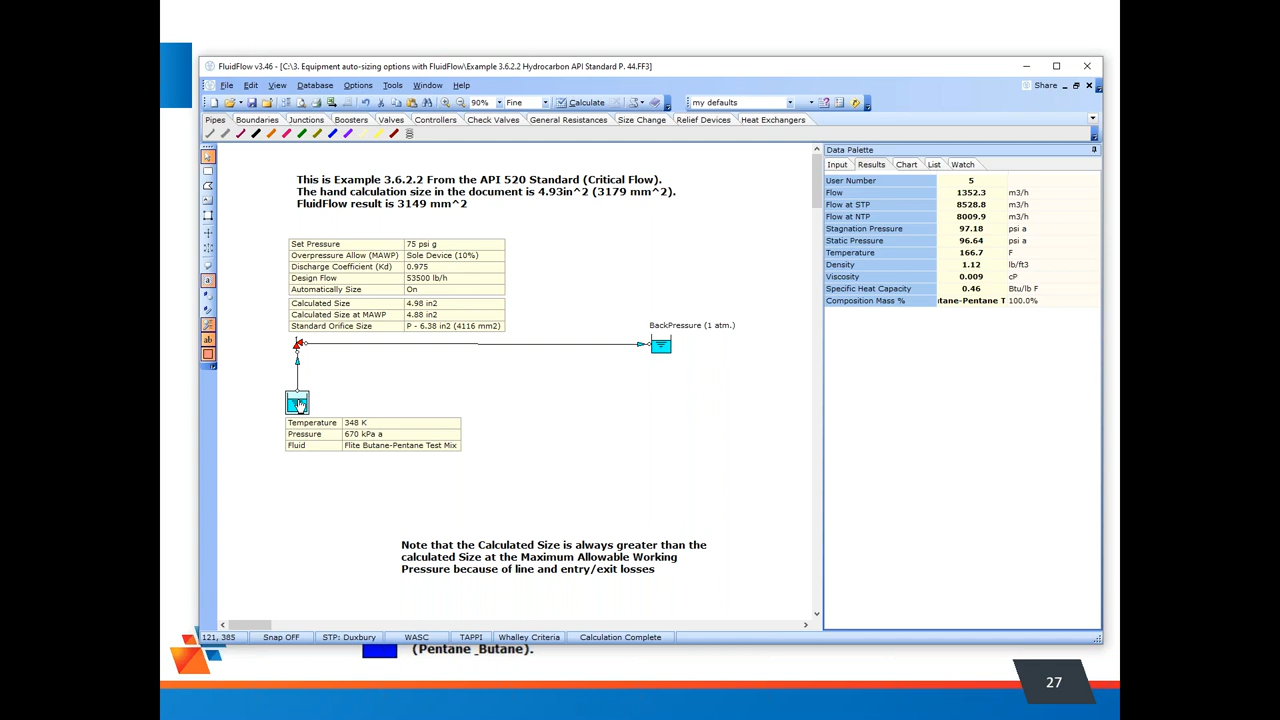 FluidFlow v3.46 - [C:\3. Equipment auto-sizing options with FluidFlow\Example 3.6.2.2 Hydrocarbon API Standard P. 44.FF3]
File Edit View Database Options Tools Window Help Share
90% Fine Calculate my defaults
Pipes Boundaries Junctions Boosters Valves Controllers Check Valves General Resistances Size Change Relief Devices Heat Exchangers
This is Example 3.6.2.2 From the API 520 Standard (Critical Flow).
The hand calculation size in the document is 4.93in^2 (3179 mm^2).
FluidFlow result is 3149 mm^2
Set Pressure 75 psi g
Overpressure Allow (MAWP) Sole Device (10%)
Discharge Coefficient (Kd) 0.975
Design Flow 53500 lb/h
Automatically Size On
Calculated Size 4.98 in2
Calculated Size at MAWP 4.88 in2
Standard Orifice Size P - 6.38 in2 (4116 mm2)
BackPressure (1 atm.)
Temperature 348 K
Pressure 670 kPa a
Fluid Flite Butane-Pentane Test Mix
Note that the Calculated Size is always greater than the
calculated Size at the Maximum Allowable Working
Pressure because of line and entry/exit losses
Data Palette
Input Results Chart List Watch
User Number 5
Flow 1352.3 m3/h
Flow at STP 8528.8 m3/h
Flow at NTP 8009.9 m3/h
Stagnation Pressure 97.18 psi a
Static Pressure 96.64 psi a
Temperature 166.7 F
Density 1.12 lb/ft3
Viscosity 0.009 cP
Specific Heat Capacity 0.46 Btu/lb F
Composition Mass % tane-Pentane T 100.0%
121, 385 Snap OFF STP: Duxbury WASC TAPPI Whalley Criteria Calculation Complete
(Pentane _Butane).
27